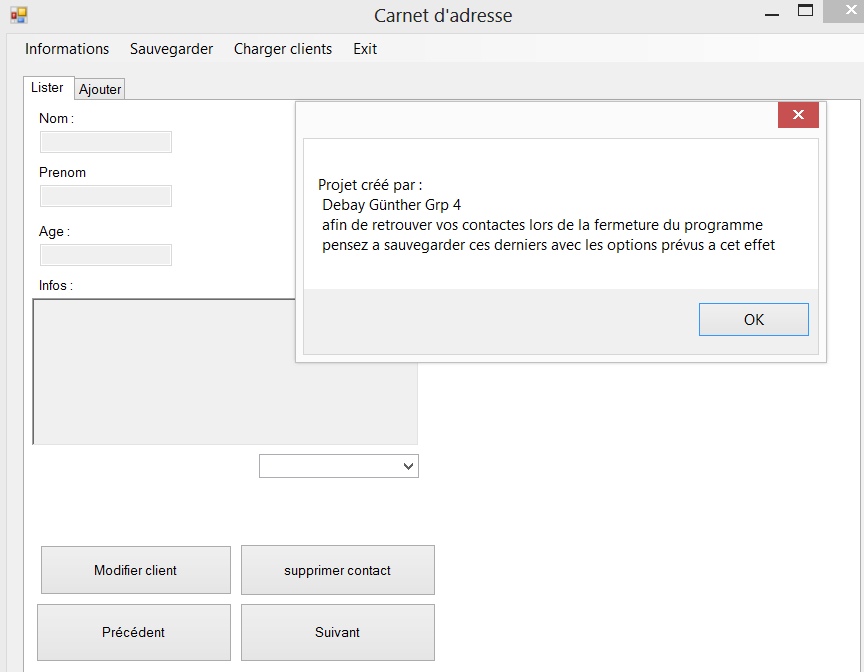 Carnet d'adresse
Informations Sauvegarder Charger clients Exit
Lister Ajouter
Nom :
Prenom
Age :
Infos :
Projet créé par :
Debay Günther Grp 4
afin de retrouver vos contactes lors de la fermeture du programme
pensez a sauvegarder ces derniers avec les options prévus a cet effet
OK
Modifier client supprimer contact
Précédent Suivant